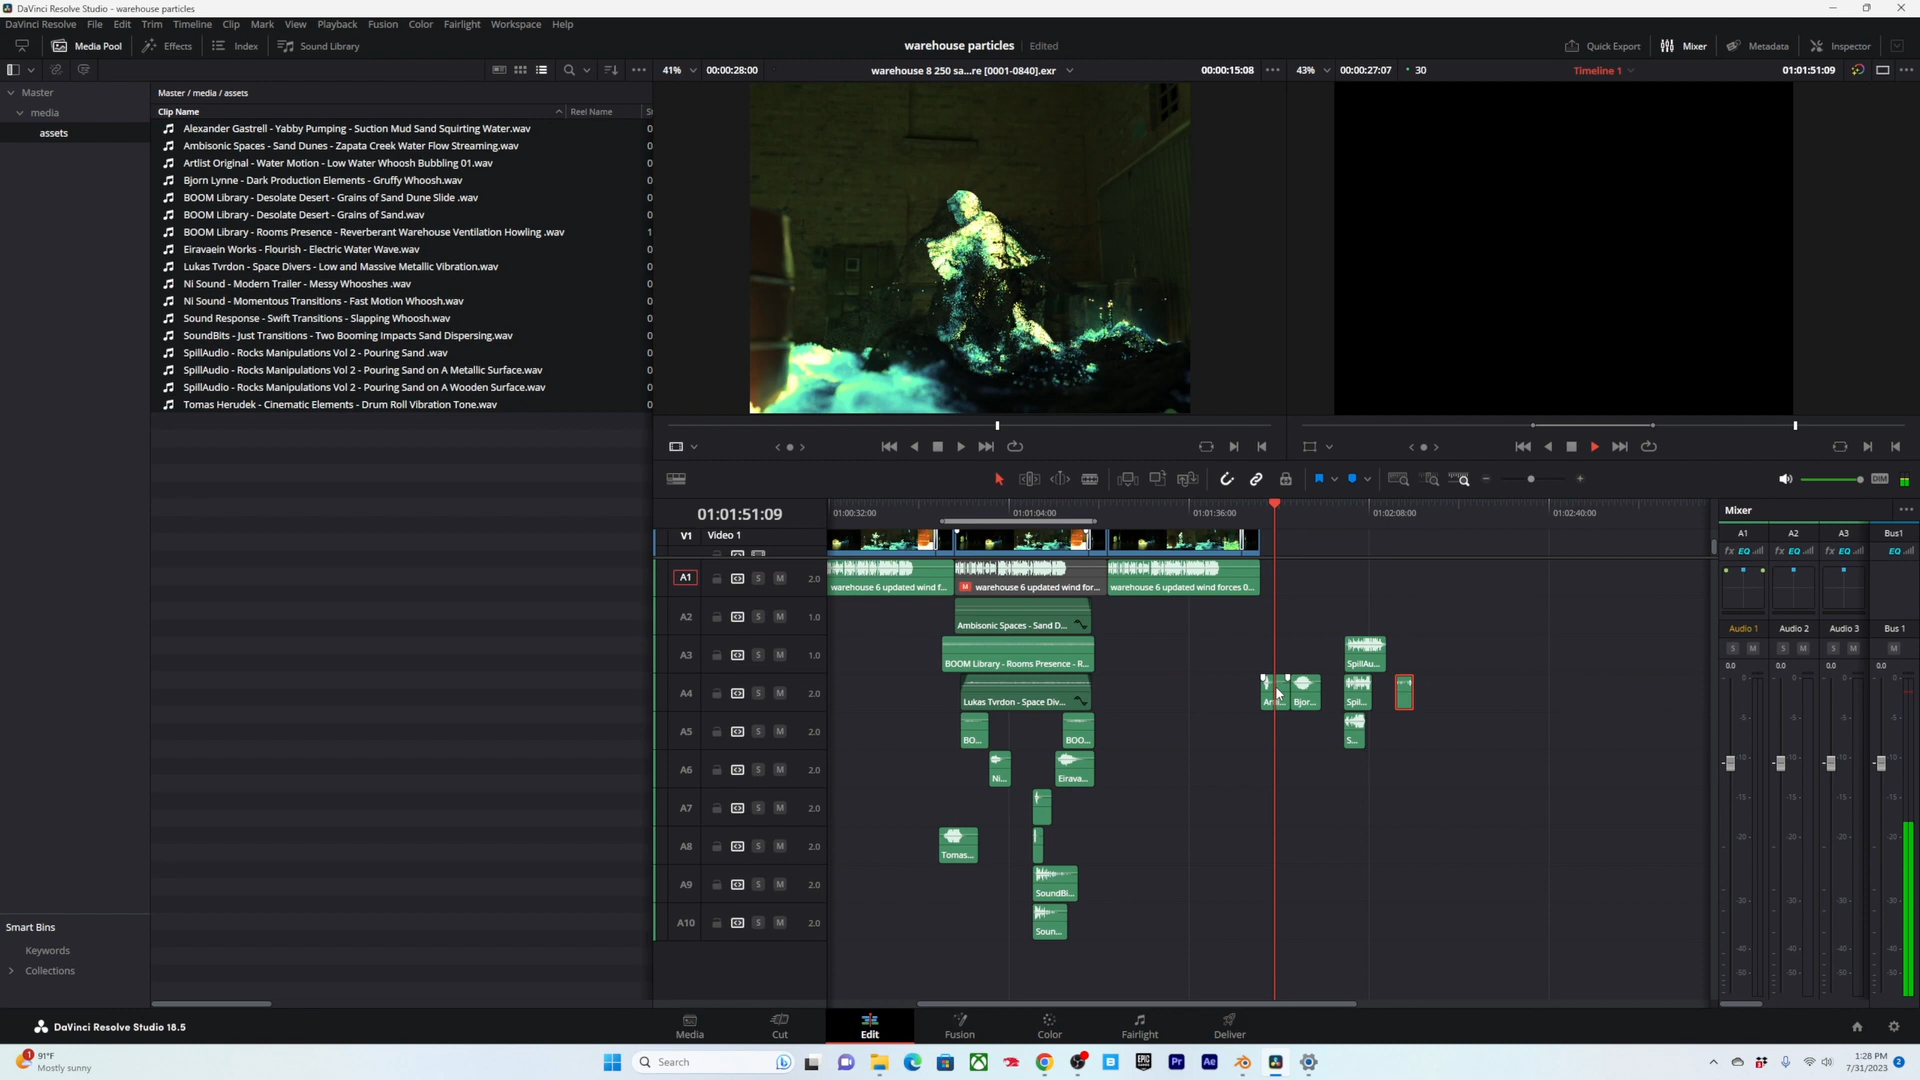 DaVinci Resolve Studio - warehouse particles
DaVinci Resolve File Edit Trim Timeline Clip Mark View Playback Fusion Color Fairlight Workspace Help
Media Pool Effects Index Sound Library warehouse particles Edited Quick Export Mixer Metadata Inspector
41% 00:00:28:00 warehouse 8 250 sa...re [0001-0840].exr 00:00:15:08 43% 00:00:27:07 30 Timeline 1 01:01:51:09
Master
media
assets
Master / media / assets
Clip Name Reel Name
Alexander Gastrell - Yabby Pumping - Suction Mud Sand Squirting Water.wav
Ambisonic Spaces - Sand Dunes - Zapata Creek Water Flow Streaming.wav
Artlist Original - Water Motion - Low Water Whoosh Bubbling 01.wav
Bjorn Lynne - Dark Production Elements - Gruffy Whoosh.wav
BOOM Library - Desolate Desert - Grains of Sand Dune Slide .wav
BOOM Library - Desolate Desert - Grains of Sand.wav
BOOM Library - Rooms Presence - Reverberant Warehouse Ventilation Howling .wav
Eiravaein Works - Flourish - Electric Water Wave.wav
Lukas Tvrdon - Space Divers - Low and Massive Metallic Vibration.wav
Ni Sound - Modern Trailer - Messy Whooshes .wav
Ni Sound - Momentous Transitions - Fast Motion Whoosh.wav
Sound Response - Swift Transitions - Slapping Whoosh.wav
SoundBits - Just Transitions - Two Booming Impacts Sand Dispersing.wav
SpillAudio - Rocks Manipulations Vol 2 - Pouring Sand .wav
SpillAudio - Rocks Manipulations Vol 2 - Pouring Sand on A Metallic Surface.wav
SpillAudio - Rocks Manipulations Vol 2 - Pouring Sand on A Wooden Surface.wav
Tomas Herudek - Cinematic Elements - Drum Roll Vibration Tone.wav
Smart Bins
Keywords
Collections
DIM
01:01:51:09 01:00:32:00 01:01:04:00 01:01:36:00 01:02:08:00 01:02:40:00
V1 Video 1
A1 S M 2.0 warehouse 6 updated wind f... warehouse 6 updated wind for... warehouse 6 updated wind forces 0...
A2 S M 1.0 Ambisonic Spaces - Sand D...
A3 S M 1.0 BOOM Library - Rooms Presence - R... SpillAu...
A4 S M 2.0 Lukas Tvrdon - Space Div... Bjor... Spil...
A5 S M 2.0 BO... BOO... S...
A6 S M 2.0 Ni... Eirava...
A7 S M 2.0
A8 S M 2.0 Tomas...
A9 S M 2.0 SoundBi...
A10 S M 2.0 Soun...
Mixer
A1 A2 A3 Bus1
fx EQ fx EQ fx EQ EQ
Audio 1 Audio 2 Audio 3 Bus 1
S M S M S M M
0.0 0.0 0.0 0.0
DaVinci Resolve Studio 18.5
Media Cut Edit Fusion Color Fairlight Deliver
91°F
Mostly sunny
Search
Pr Ae
1:28 PM
7/31/2023